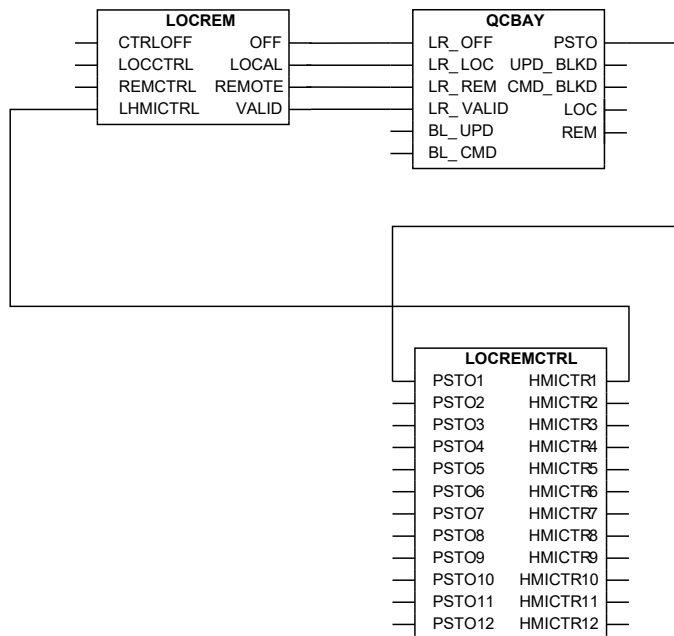 LOCREM
CTRLOFF OFF
LOCCTRL LOCAL
REMCTRL REMOTE
LHMICTRL VALID
QCBAY
LR_OFF PSTO
LR_LOC UPD_BLKD
LR_REM CMD_BLKD
LR_VALID LOC
BL_UPD REM
BL_CMD
LOCREMCTRL
PSTO1 HMICTR1
PSTO2 HMICTR2
PSTO3 HMICTR3
PSTO4 HMICTR4
PSTO5 HMICTR5
PSTO6 HMICTR6
PSTO7 HMICTR7
PSTO8 HMICTR8
PSTO9 HMICTR9
PSTO10 HMICTR10
PSTO11 HMICTR11
PSTO12 HMICTR12